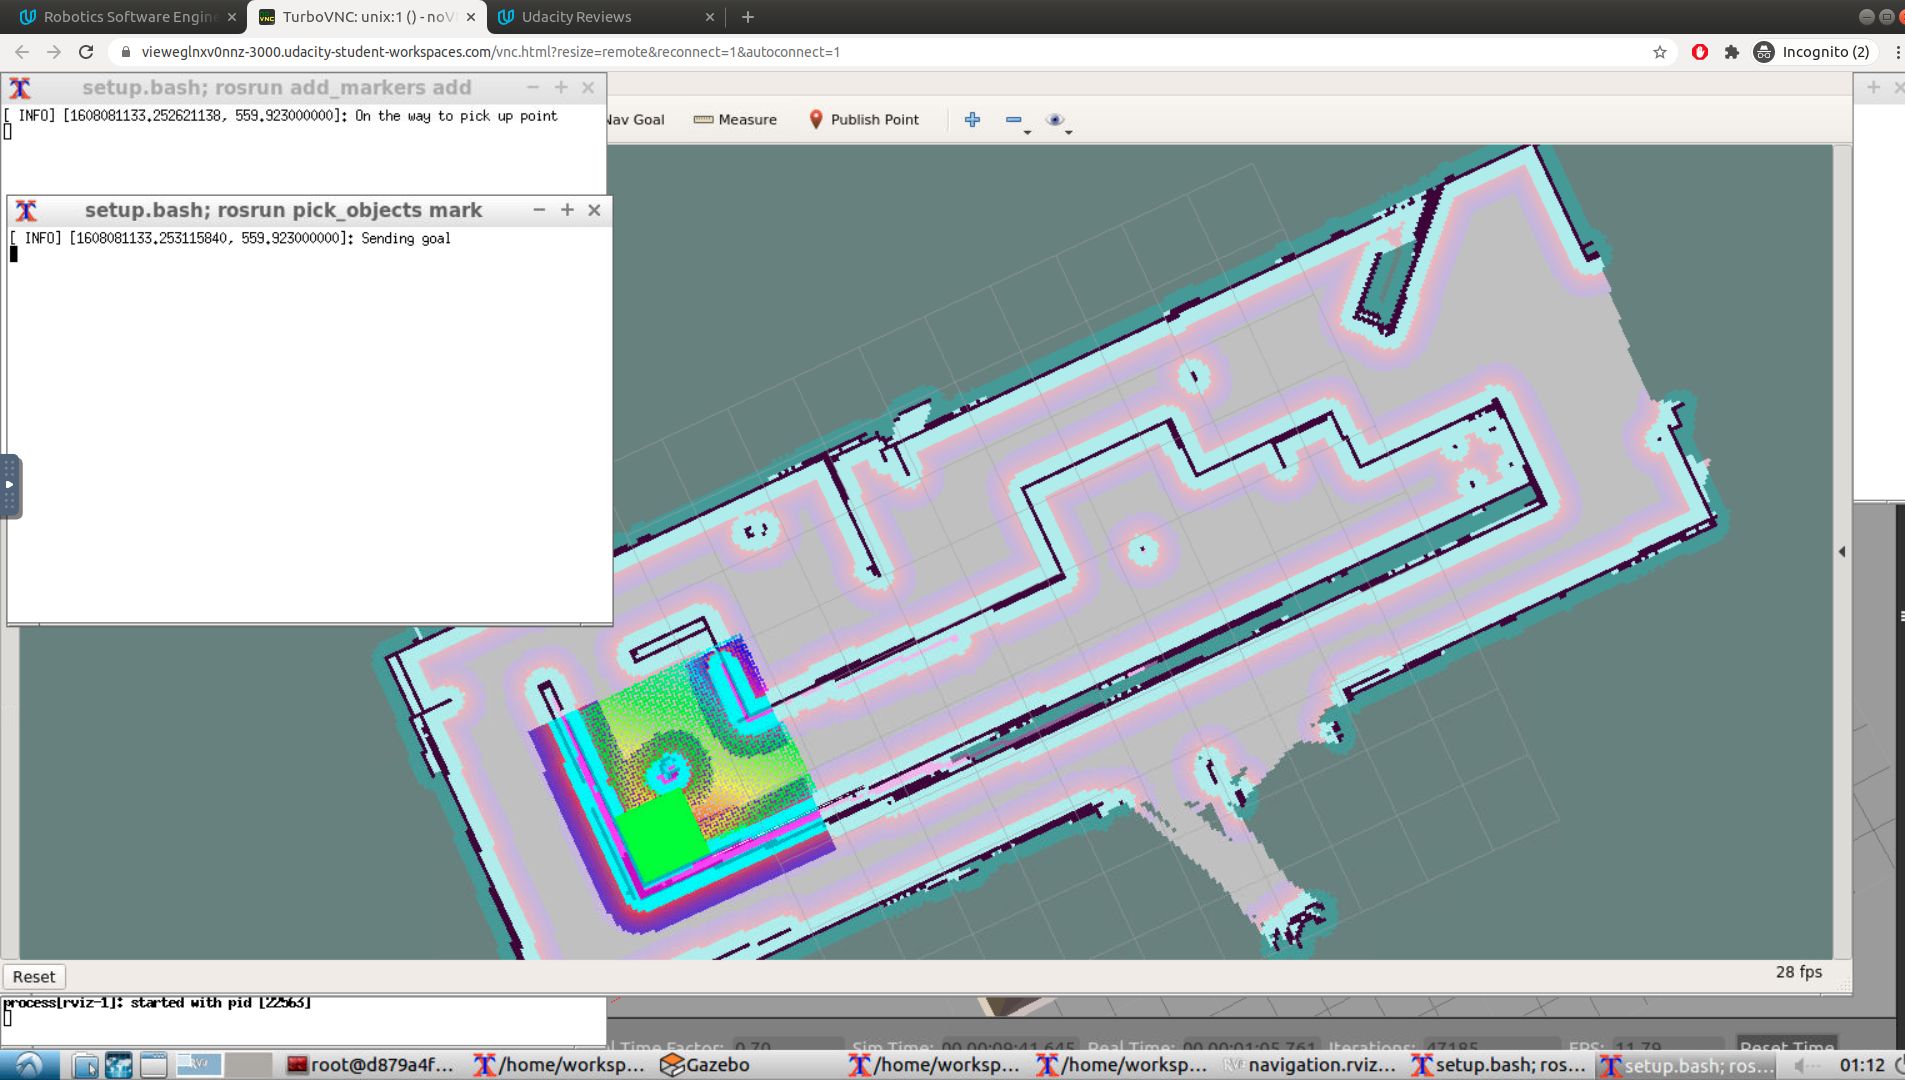 Robotics Software Engine
TurboVNC: unix:1 () - noV
Udacity Reviews
vieweglnxv0nnz-3000.udacity-student-workspaces.com/vnc.html?resize=remote&reconnect=1&autoconnect=1
Incognito (2)
setup.bash; rosrun add_markers add
[ INFO] [1608081133.252621138, 559.923000000]: On the way to pick up point
Nav Goal
Measure
Publish Point
setup.bash; rosrun pick_objects mark
[ INFO] [1608081133.253115840, 559.923000000]: Sending goal
Reset
28 fps
process[rviz-1]: started with pid [22563]
l Time Factor: 0.70
Sim Time: 00 00:09:41.645
Real Time: 00 00:01:05.761
Iterations: 47185
FPS: 11.79
Reset Time
RViz
root@d879a4f...
/home/worksp...
Gazebo
/home/worksp...
/home/worksp...
RViz
navigation.rviz...
setup.bash; ros...
setup.bash; ros...
01:12